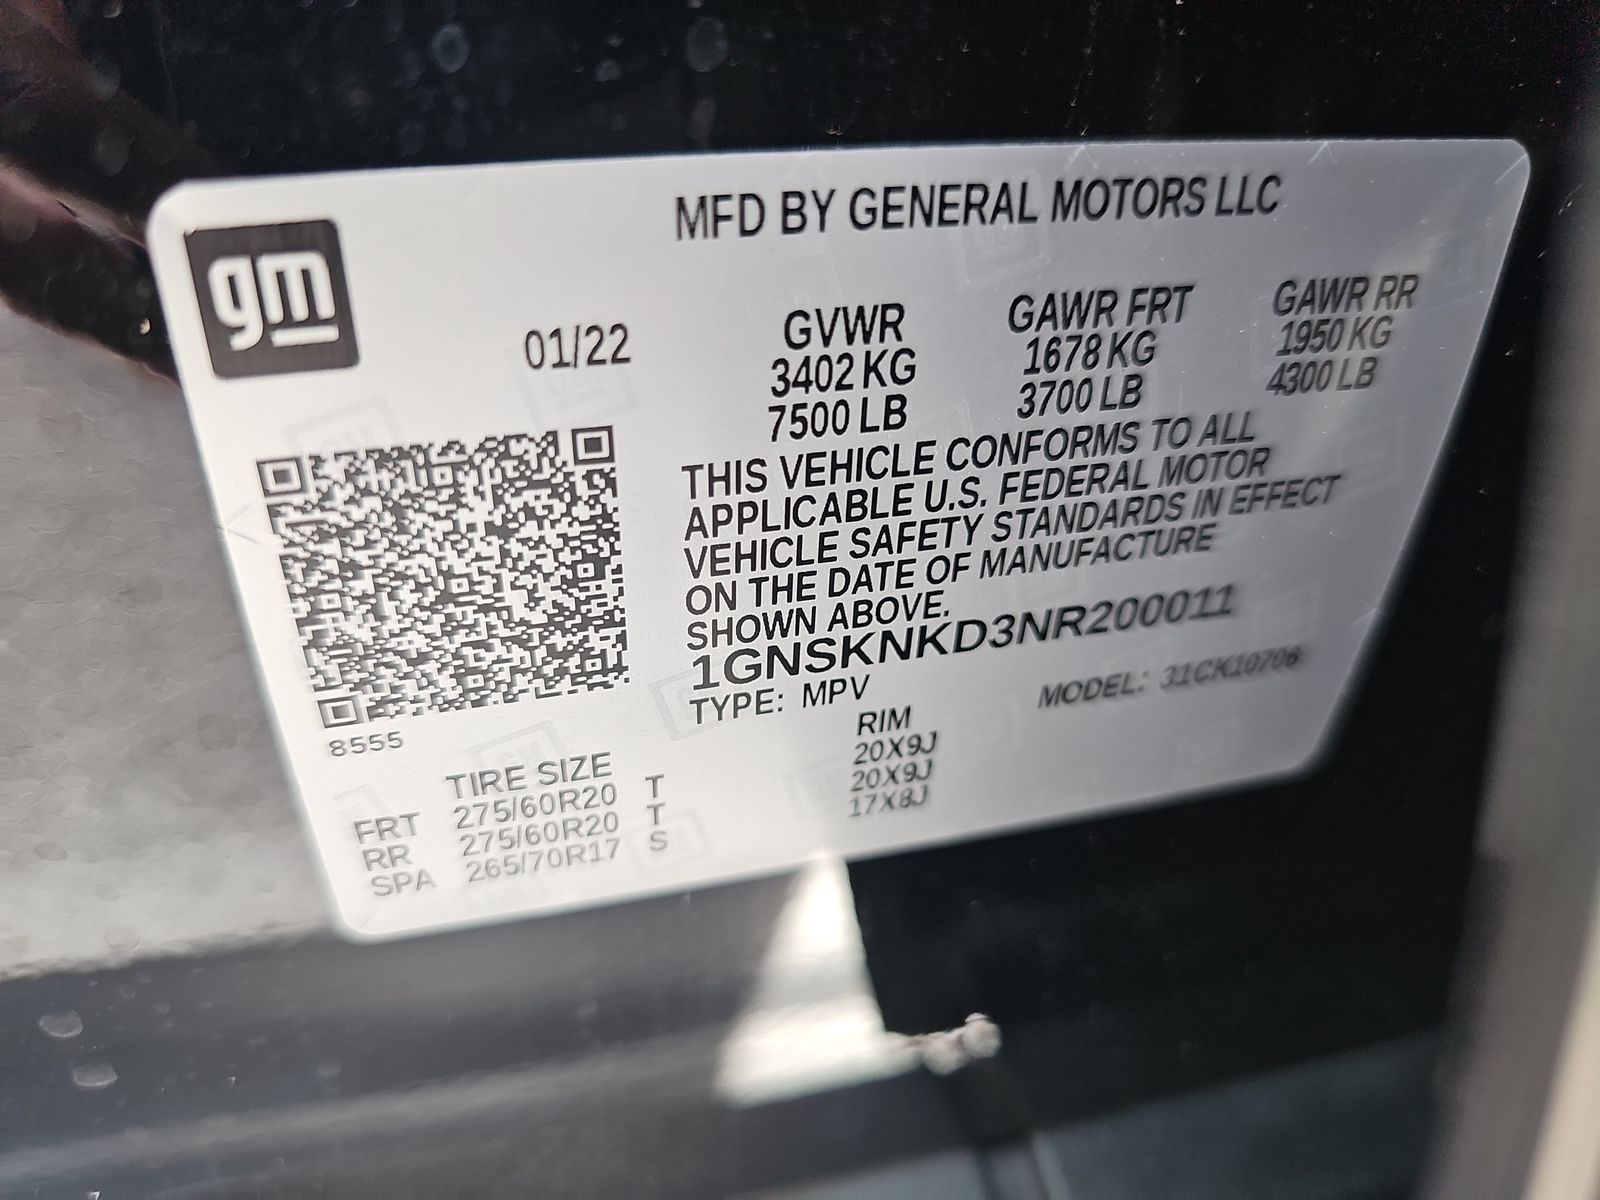 gm
MFD BY GENERAL MOTORS LLC
01/22
GVWR GAWR FRT GAWR RR
3402 KG 1678 KG 1950 KG
7500 LB 3700 LB 4300 LB
THIS VEHICLE CONFORMS TO ALL
APPLICABLE U.S. FEDERAL MOTOR
VEHICLE SAFETY STANDARDS IN EFFECT
ON THE DATE OF MANUFACTURE
SHOWN ABOVE.
1GNSKNKD3NR200011
TYPE: MPV MODEL: 31CK10706
8555
TIRE SIZE RIM
FRT 275/60R20 T 20X9J
RR 275/60R20 T 20X9J
SPA 265/70R17 S 17X8J